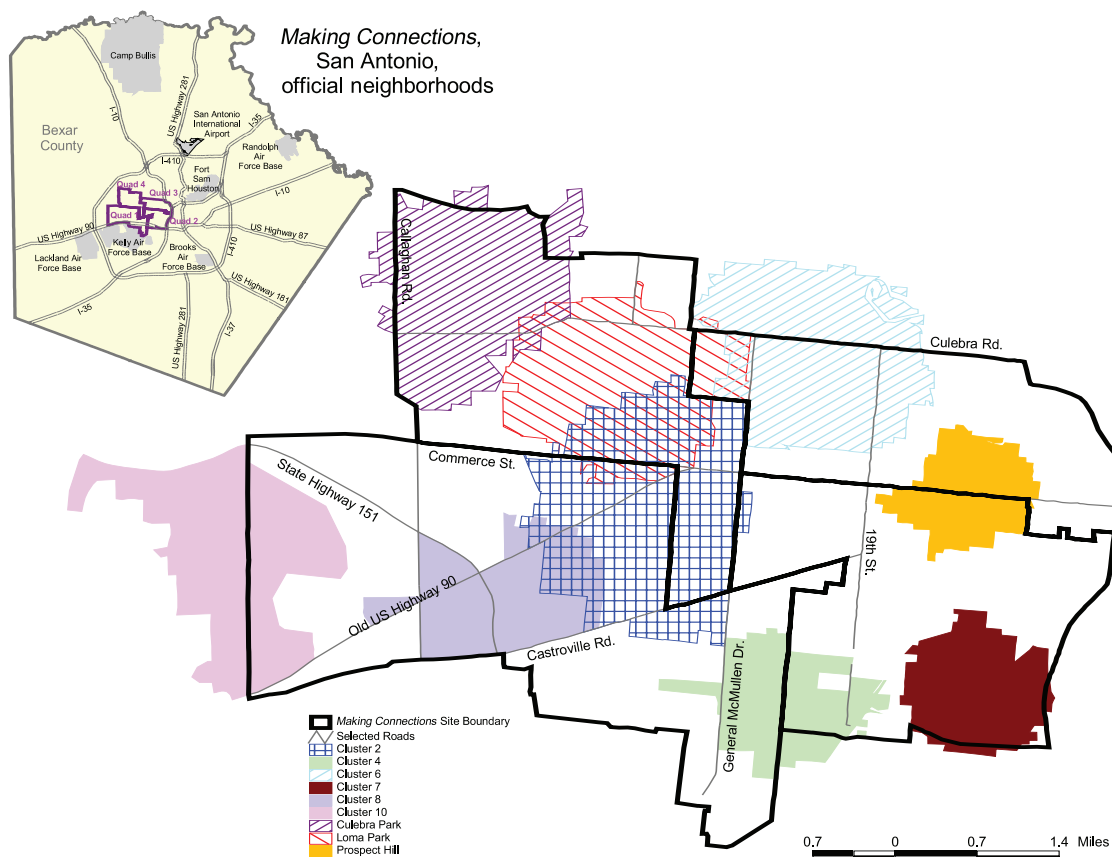 Making Connections,
San Antonio,
official neighborhoods
Camp Bullis
I-10
US Highway 281
San Antonio
International
Airport
I-35
Bexar
County
I-410
Randolph
Air
Force Base
Fort
Sam
Houston
I-10
Quad 4
Quad 3
Quad 1
Quad 2
US Highway 90
US Highway 87
Kelly Air
Force Base
Lackland Air
Force Base
Brooks
Air
Force Base
I-410
US Highway 181
I-35
US Highway 281
I-37
Callaghan Rd.
Culebra Rd.
Commerce St.
State Highway 151
19th St.
Old US Highway 90
Castroville Rd.
General McMullen Dr.
Making Connections Site Boundary
Selected Roads
Cluster 2
Cluster 4
Cluster 6
Cluster 7
Cluster 8
Cluster 10
Culebra Park
Loma Park
Prospect Hill
0.7 0 0.7 1.4 Miles